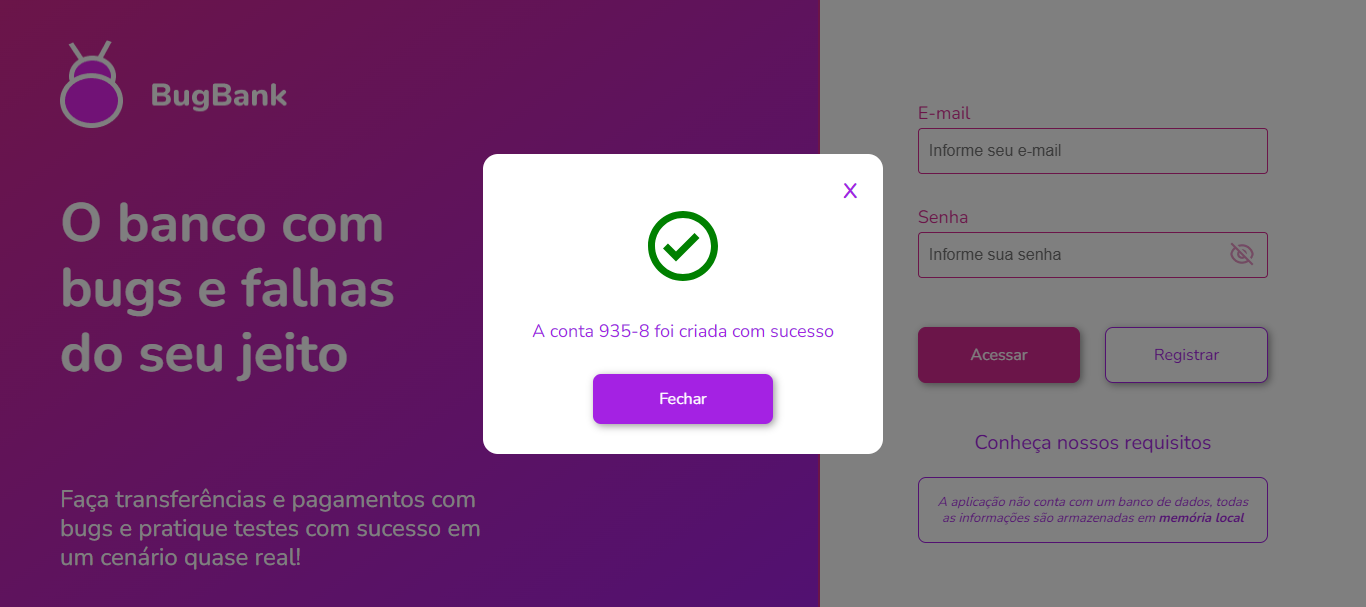 BugBank
O banco com
bugs e falhas
do seu jeito
Faça transferências e pagamentos com
bugs e pratique testes com sucesso em
um cenário quase real!
X
A conta 935-8 foi criada com sucesso
Fechar
E-mail
Informe seu e-mail
Senha
Informe sua senha
Acessar
Registrar
Conheça nossos requisitos
A aplicação não conta com um banco de dados, todas
as informações são armazenadas em memória local